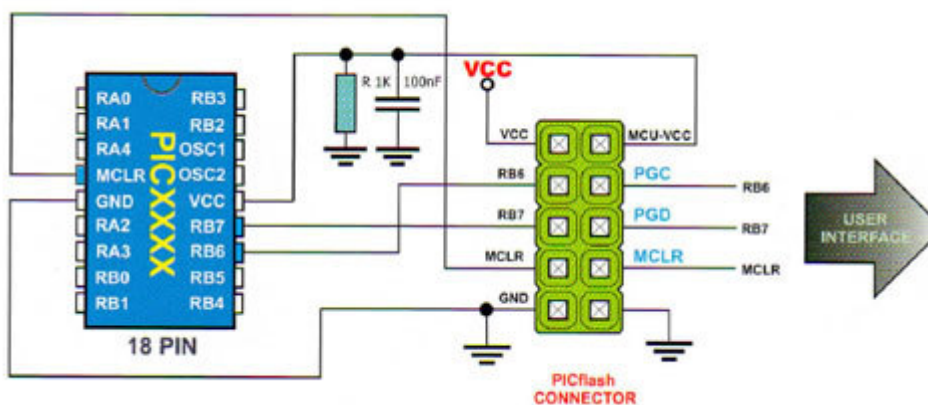 RA0
RA1
RA4
MCLR
GND
RA2
RA3
RB0
RB1
PICXXXX
RB3
RB2
OSC1
OSC2
VCC
RB7
RB6
RB5
RB4
18 PIN
R 1K
100nF
VCC
VCC
RB6
RB7
MCLR
GND
MCU-VCC
PGC
PGD
MCLR
RB6
RB7
MCLR
PICflash
CONNECTOR
USER
INTERFACE